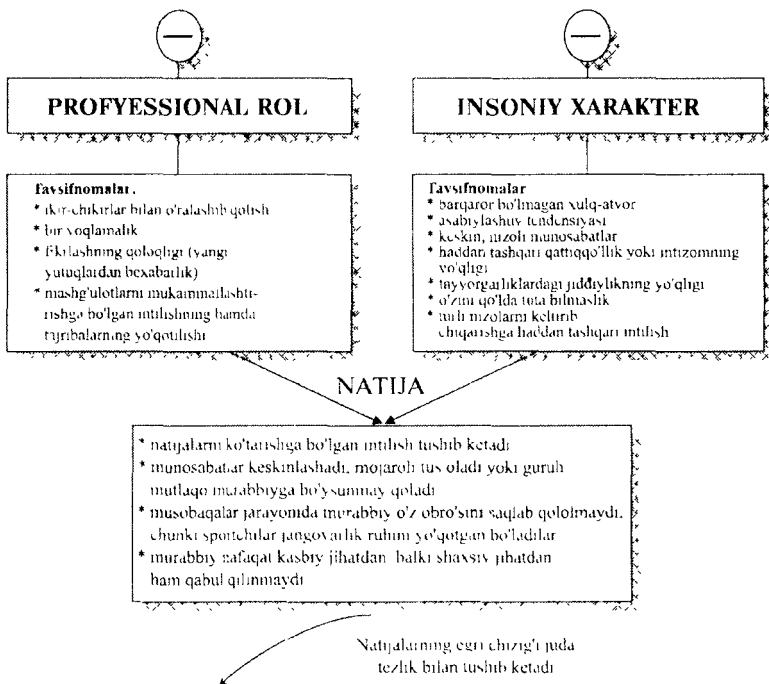 PROFYESSIONAL ROL
Tavsifnomalar.
* ikir-chikirlar bilan o'ralashib qolish
* bir yoqlamalik
* fikrlashning qoloqligi (yangi
yutuqlardan bexabarlik)
* mashg'ulotlarni mukammallashti-
rishga bo'lgan intilishning hamda
tajribalarning yo'qotilishi
INSONIY XARAKTER
Tavsifnomalar
* barqaror bo'lmagan xulq-atvor
* asabiylashuv tendensiyasi
* keskin, nizoli munosabatlar
* haddan tashqari qattiqqo'llik yoki intizomning
yo'qligi
* tayyorgarliklardagi jiddiylikning yo'qligi
* o'zini qo'lda tuta bilmaslik
* turli nizolarni keltirib
chiqarishga haddan tashqari intilish
NATIJA
* natijalarni ko'tarishga bo'lgan intilish tushib ketadi
* munosabatlar keskinlashadi, mojaroli tus oladi yoki guruh
mutlaqo murabbiyga bo'ysunmay qoladi
* musobaqalar jarayonida murabbiy o'z obro'sini saqlab qololmaydi,
chunki sportchilar jangovarlik ruhini yo'qotgan bo'ladilar
* murabbiy nafaqat kasbiy jihatdan balki shaxsiy jihatdan
ham qabul qilinmaydi
Natijalarning egri chizig'i juda
tezlik bilan tushib ketadi